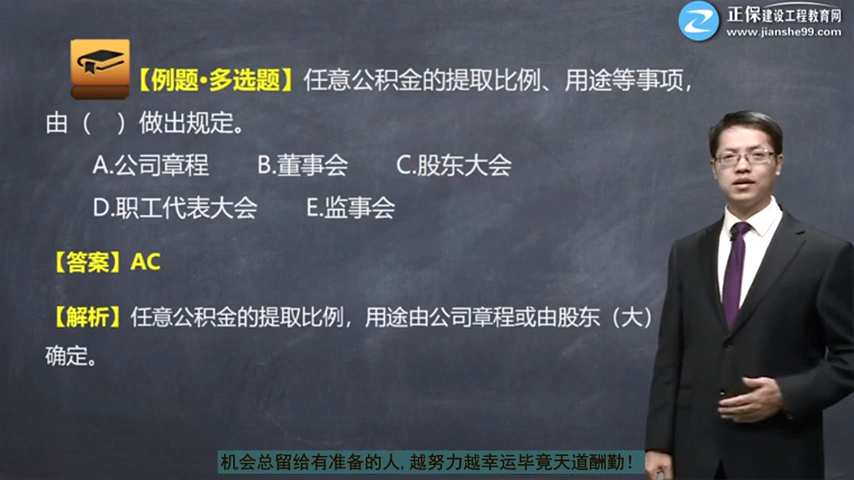 正保建设工程教育网
www.jianshe99.com
【例题•多选题】任意公积金的提取比例、用途等事项，
由（ ）做出规定。
A.公司章程 B.董事会 C.股东大会
D.职工代表大会 E.监事会
【答案】AC
【解析】任意公积金的提取比例，用途由公司章程或由股东（大）
确定。
机会总留给有准备的人,越努力越幸运毕竟天道酬勤！